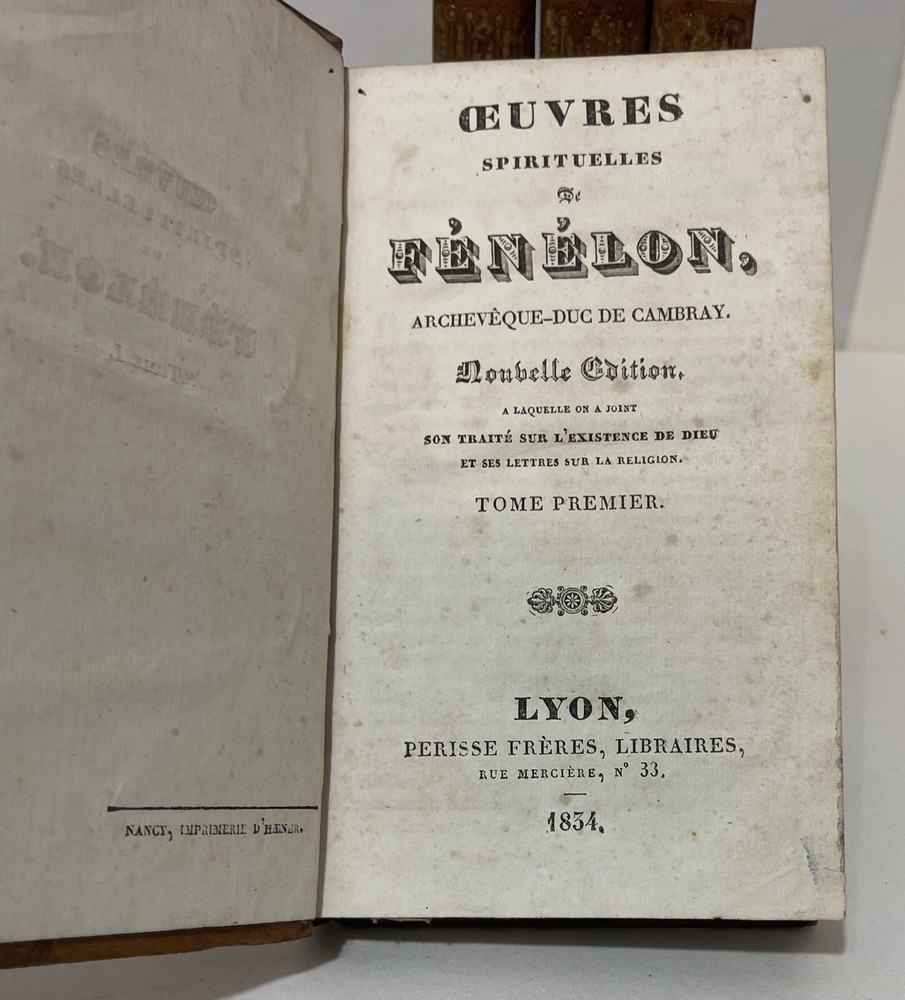 ŒUVRES
SPIRITUELLES
De
FÉNÉLON,
ARCHEVÊQUE-DUC DE CAMBRAY.
Nouvelle Edition,
A LAQUELLE ON A JOINT
SON TRAITÉ SUR L'EXISTENCE DE DIEU
ET SES LETTRES SUR LA RELIGION.
TOME PREMIER.
LYON,
PERISSE FRÈRES, LIBRAIRES,
RUE MERCIÈRE, N° 33.
1834.
NANCY, IMPRIMERIE D'HÆNER.